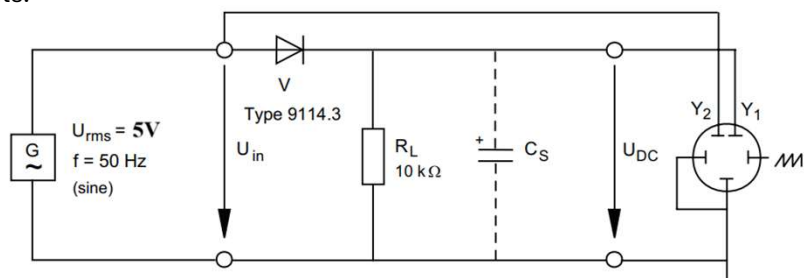 Y₂ Y₁
V
Type 9114.3
G
~
U_rms = 5V
f = 50 Hz
(sine)
U_in
R_L
10 kΩ
+
C_S
U_DC